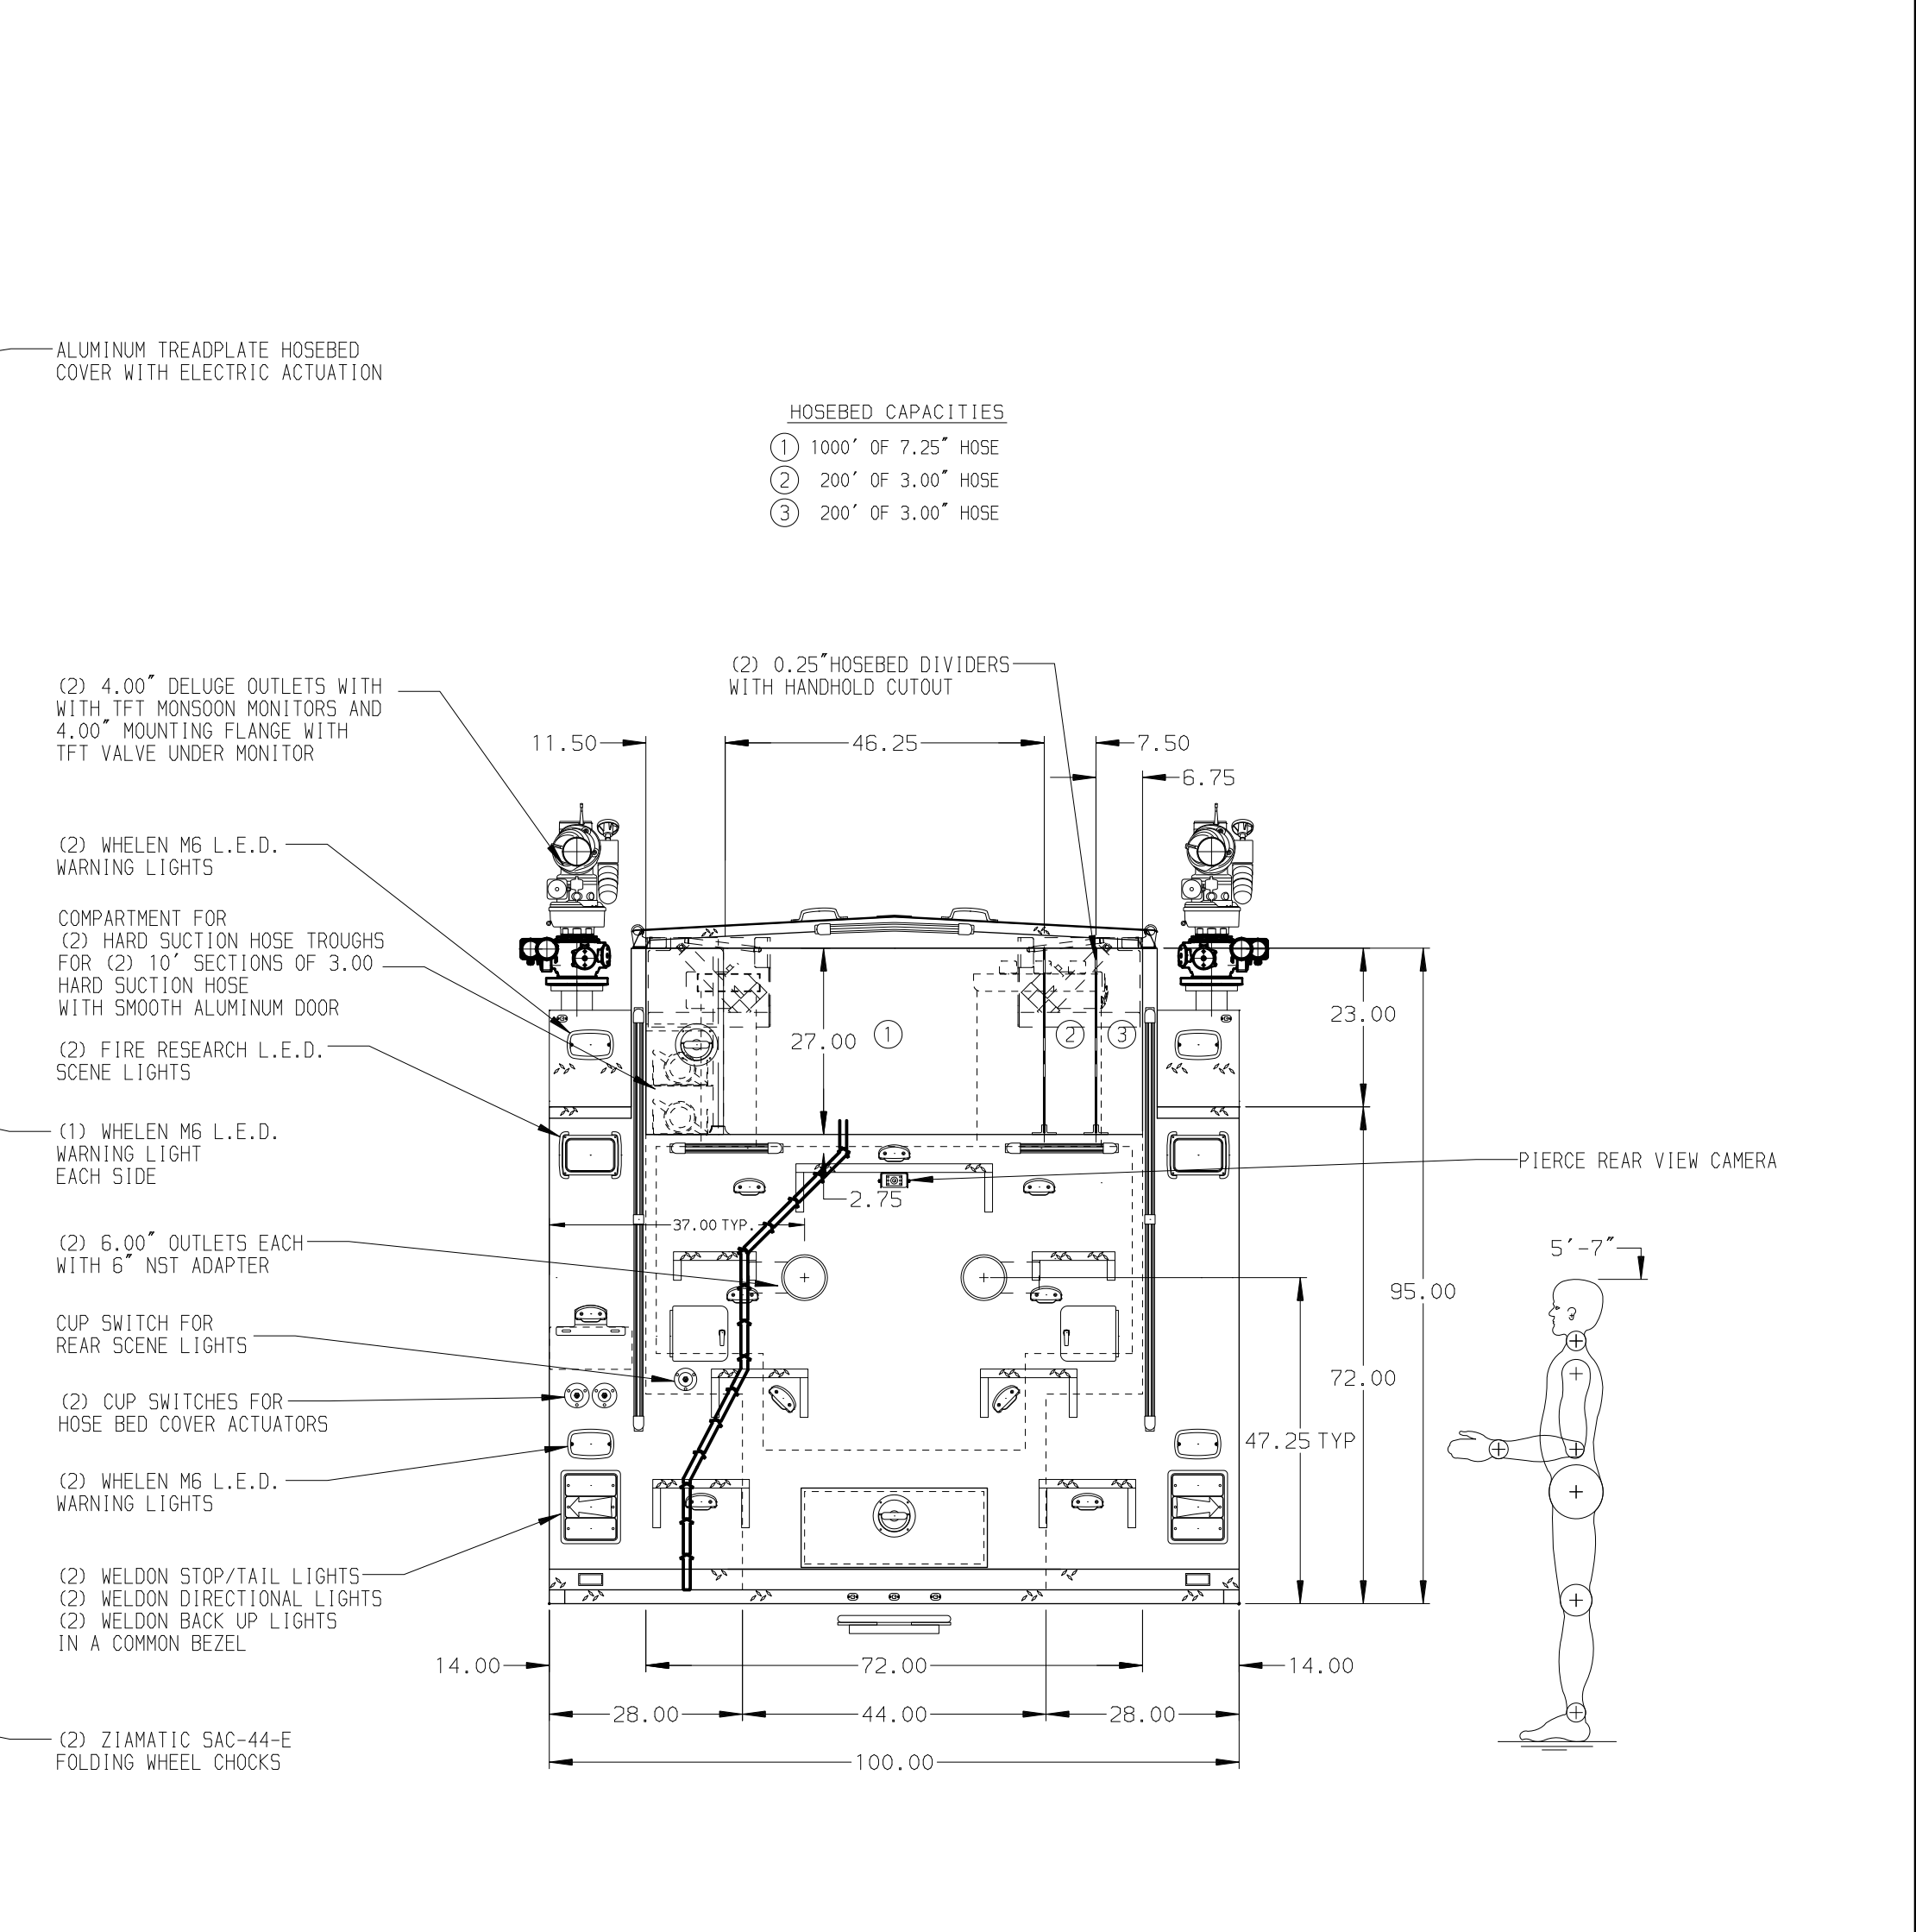 ALUMINUM TREADPLATE HOSEBED
COVER WITH ELECTRIC ACTUATION
HOSEBED CAPACITIES
1 1000' OF 7.25" HOSE
2 200' OF 3.00" HOSE
3 200' OF 3.00" HOSE
(2) 0.25"HOSEBED DIVIDERS
WITH HANDHOLD CUTOUT
(2) 4.00" DELUGE OUTLETS WITH
WITH TFT MONSOON MONITORS AND
4.00" MOUNTING FLANGE WITH
TFT VALVE UNDER MONITOR
11.50
46.25
7.50
6.75
(2) WHELEN M6 L.E.D.
WARNING LIGHTS
COMPARTMENT FOR
(2) HARD SUCTION HOSE TROUGHS
FOR (2) 10' SECTIONS OF 3.00
HARD SUCTION HOSE
WITH SMOOTH ALUMINUM DOOR
27.00
1
2
3
23.00
(2) FIRE RESEARCH L.E.D.
SCENE LIGHTS
(1) WHELEN M6 L.E.D.
WARNING LIGHT
EACH SIDE
PIERCE REAR VIEW CAMERA
2.75
37.00 TYP.
(2) 6.00" OUTLETS EACH
WITH 6" NST ADAPTER
5'-7"
95.00
CUP SWITCH FOR
REAR SCENE LIGHTS
72.00
(2) CUP SWITCHES FOR
HOSE BED COVER ACTUATORS
47.25 TYP
(2) WHELEN M6 L.E.D.
WARNING LIGHTS
(2) WELDON STOP/TAIL LIGHTS
(2) WELDON DIRECTIONAL LIGHTS
(2) WELDON BACK UP LIGHTS
IN A COMMON BEZEL
14.00
72.00
14.00
28.00
44.00
28.00
100.00
(2) ZIAMATIC SAC-44-E
FOLDING WHEEL CHOCKS